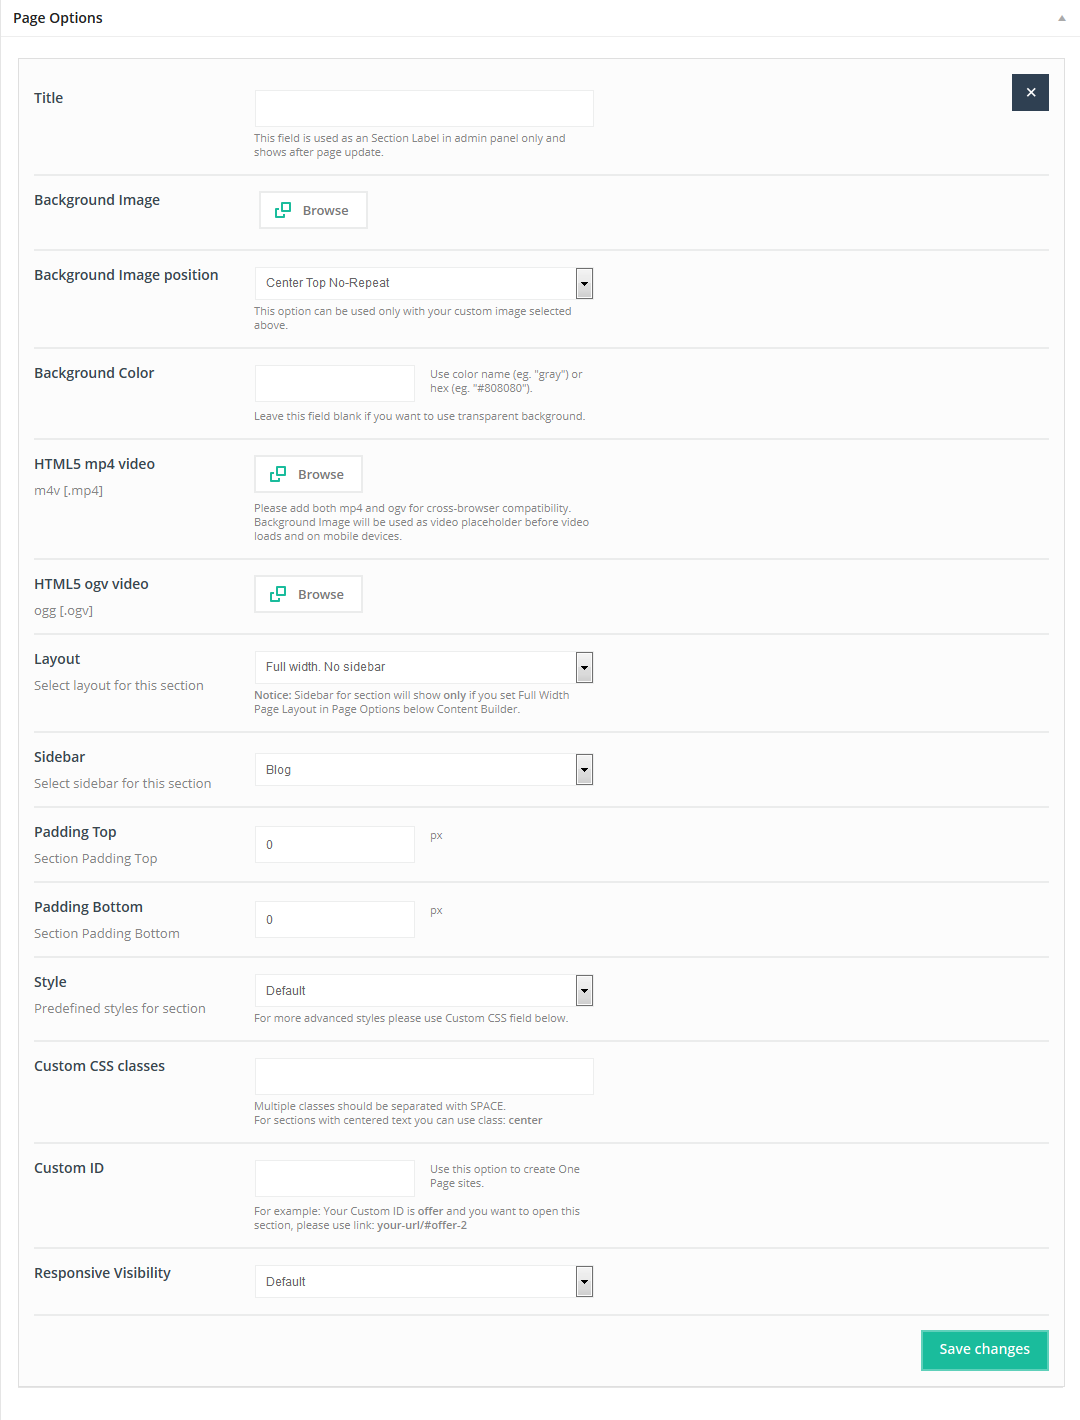 Page Options
Title
This field is used as an Section Label in admin panel only and
shows after page update.
Background Image
Browse
Background Image position
Center Top No-Repeat
This option can be used only with your custom image selected
above.
Background Color
Use color name (eg. "gray") or
hex (eg. "#808080").
Leave this field blank if you want to use transparent background.
HTML5 mp4 video
m4v [.mp4]
Browse
Please add both mp4 and ogv for cross-browser compatibility.
Background Image will be used as video placeholder before video
loads and on mobile devices.
HTML5 ogv video
ogg [.ogv]
Browse
Layout
Select layout for this section
Full width. No sidebar
Notice: Sidebar for section will show only if you set Full Width
Page Layout in Page Options below Content Builder.
Sidebar
Select sidebar for this section
Blog
Padding Top
Section Padding Top
0
px
Padding Bottom
Section Padding Bottom
0
px
Style
Predefined styles for section
Default
For more advanced styles please use Custom CSS field below.
Custom CSS classes
Multiple classes should be separated with SPACE.
For sections with centered text you can use class: center
Custom ID
Use this option to create One
Page sites.
For example: Your Custom ID is offer and you want to open this
section, please use link: your-url/#offer-2
Responsive Visibility
Default
Save changes